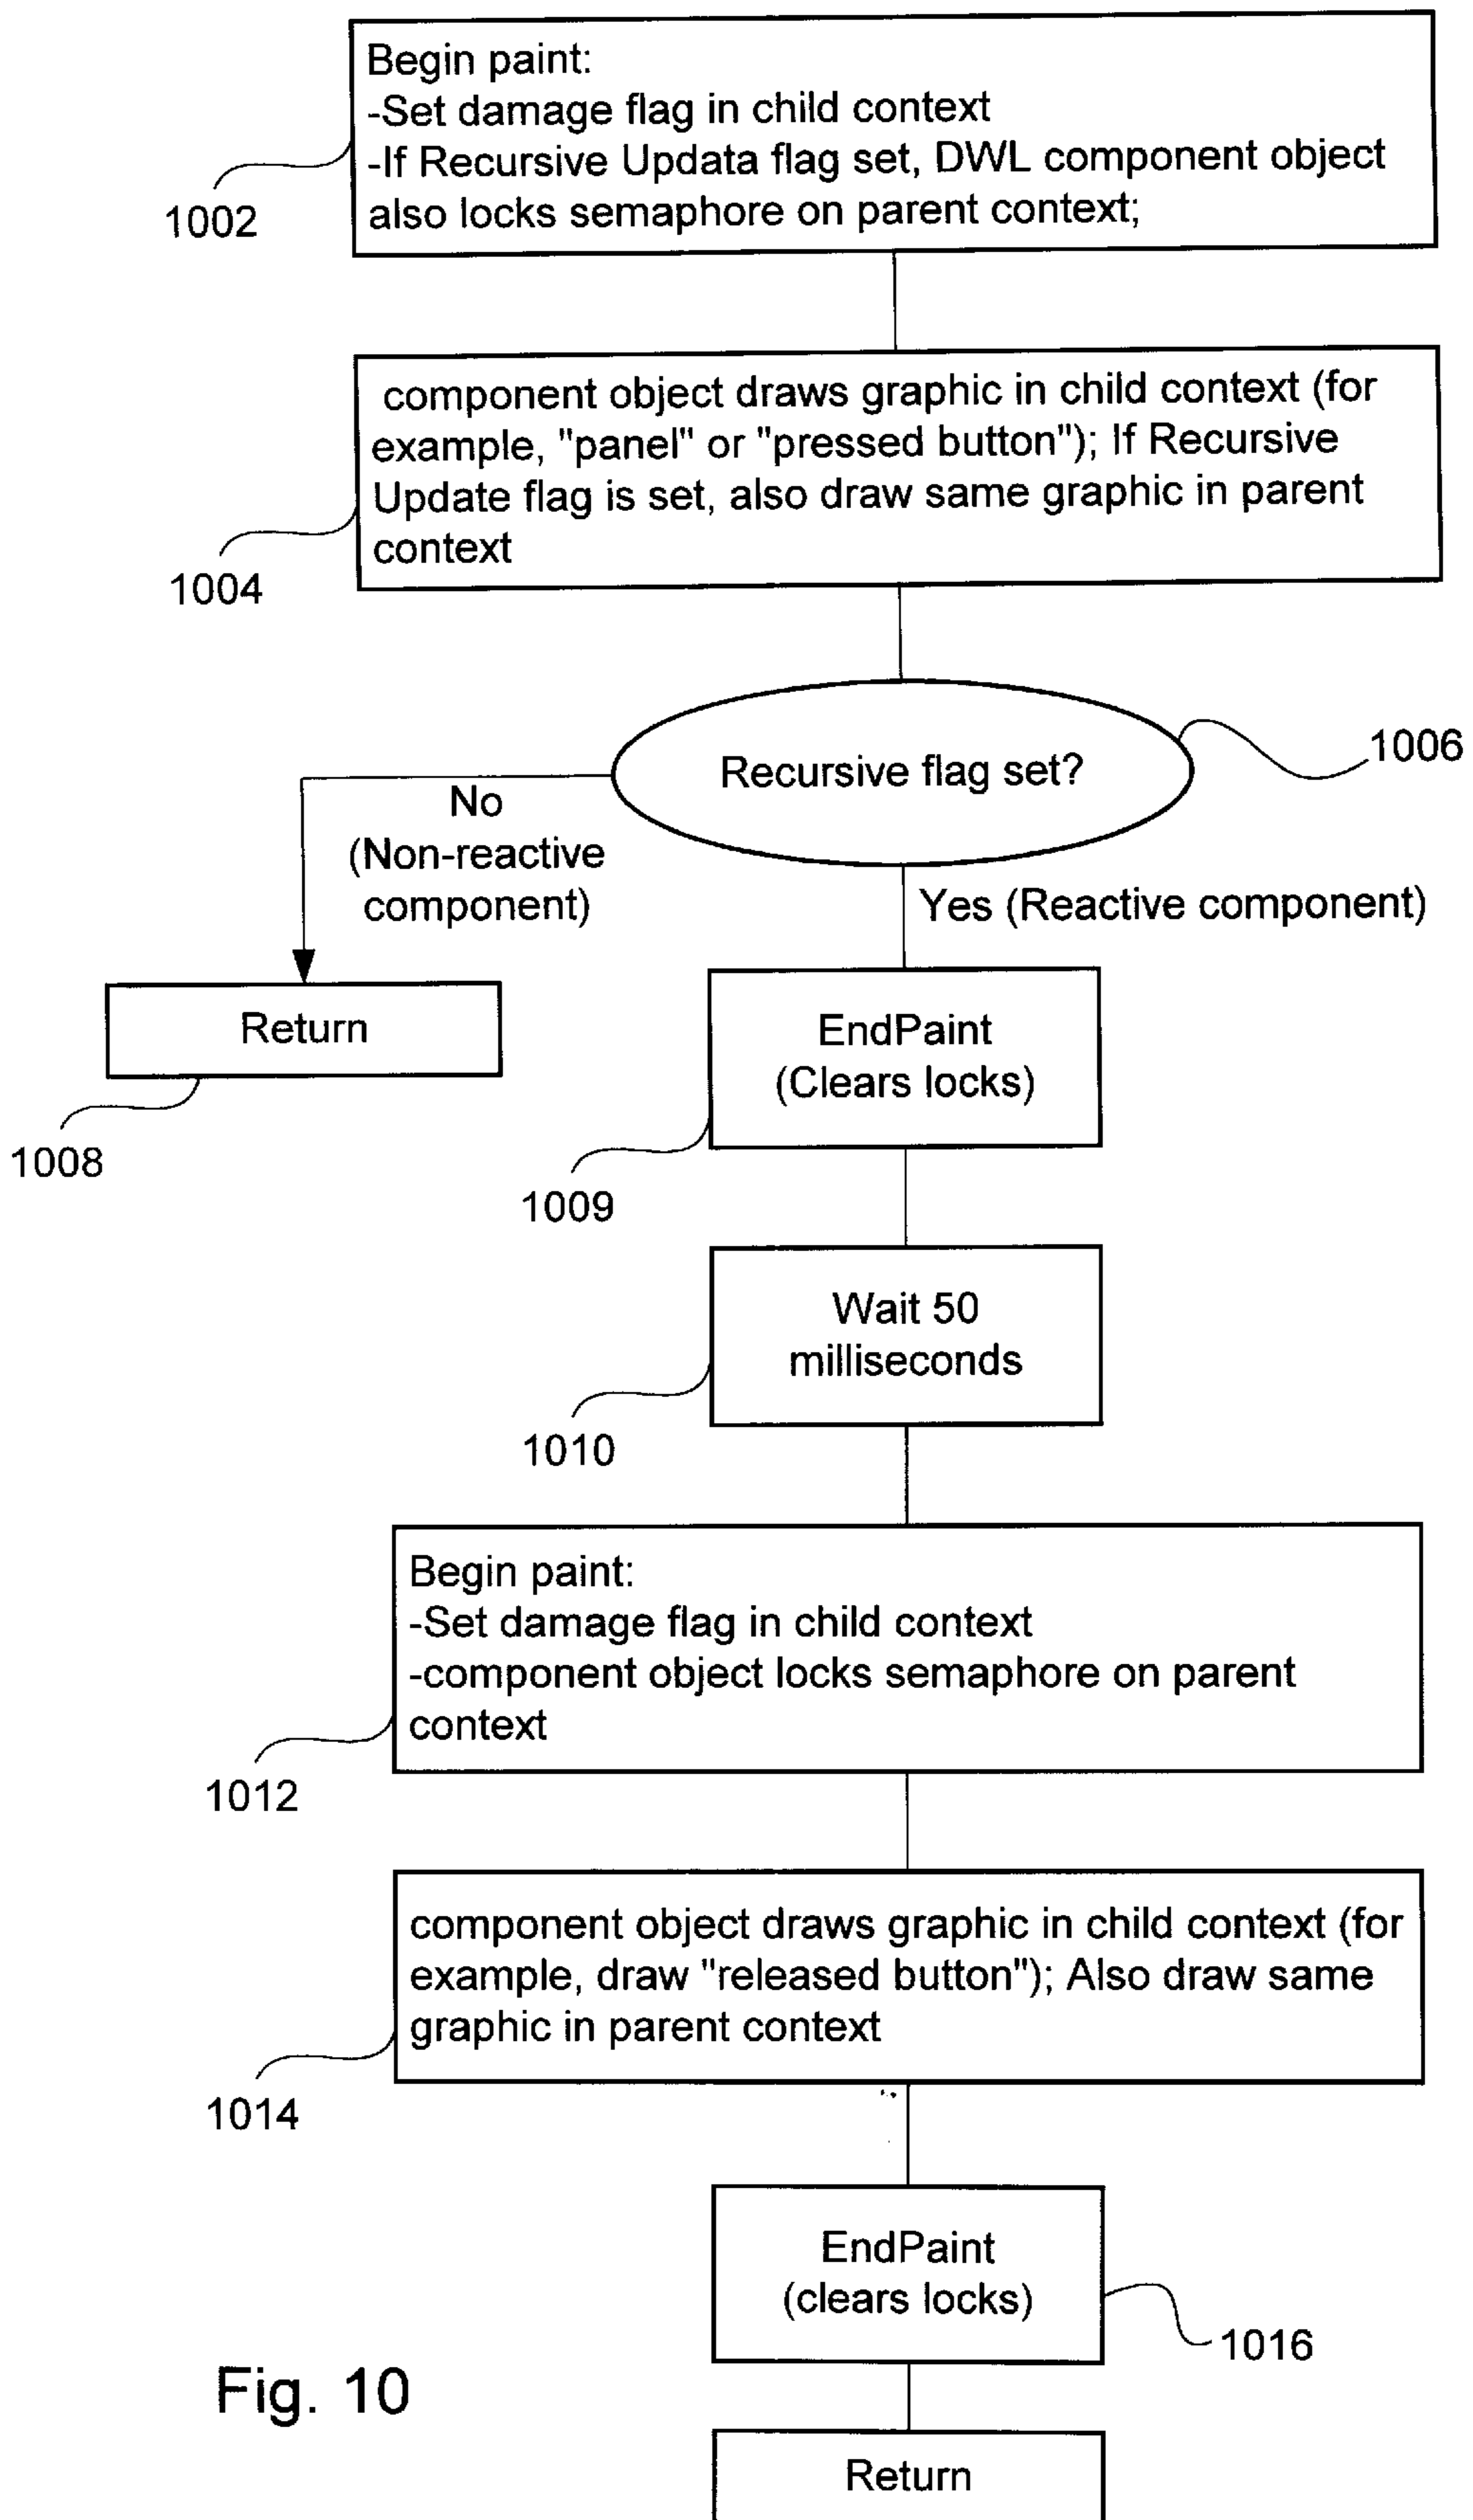 Begin paint:
-Set damage flag in child context
-If Recursive Updata flag set, DWL component object
also locks semaphore on parent context;
1002
component object draws graphic in child context (for
example, "panel" or "pressed button"); If Recursive
Update flag is set, also draw same graphic in parent
context
1004
Recursive flag set?
1006
No
(Non-reactive
component)
Yes (Reactive component)
Return
1008
EndPaint
(Clears locks)
1009
Wait 50
milliseconds
1010
Begin paint:
-Set damage flag in child context
-component object locks semaphore on parent
context
1012
component object draws graphic in child context (for
example, draw "released button"); Also draw same
graphic in parent context
1014
EndPaint
(clears locks)
1016
Fig. 10
Return